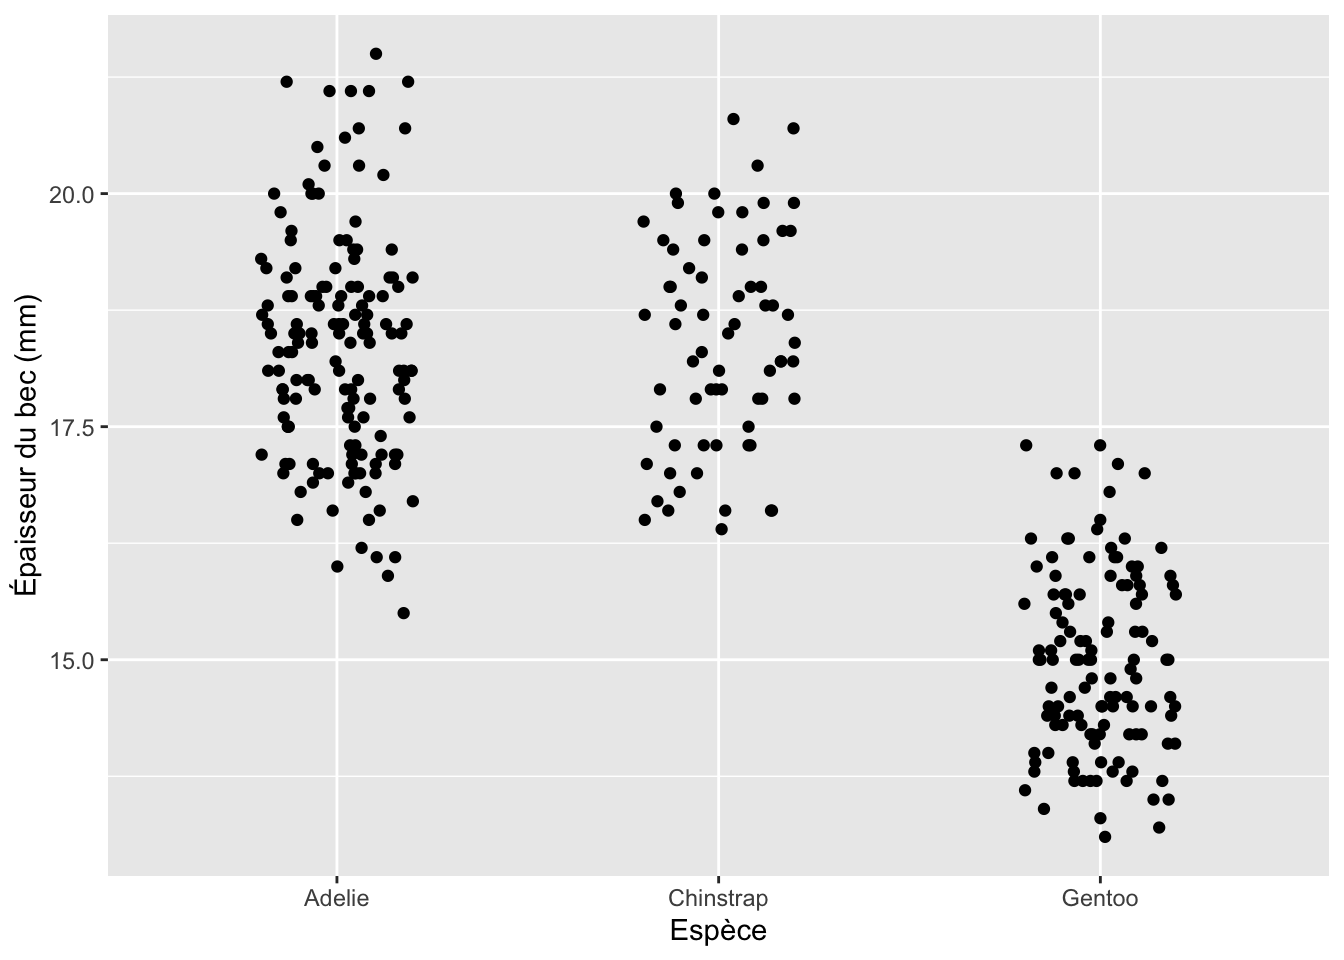 Épaisseur du bec (mm)
20.0
17.5
15.0
Adelie
Chinstrap
Gentoo
Espèce